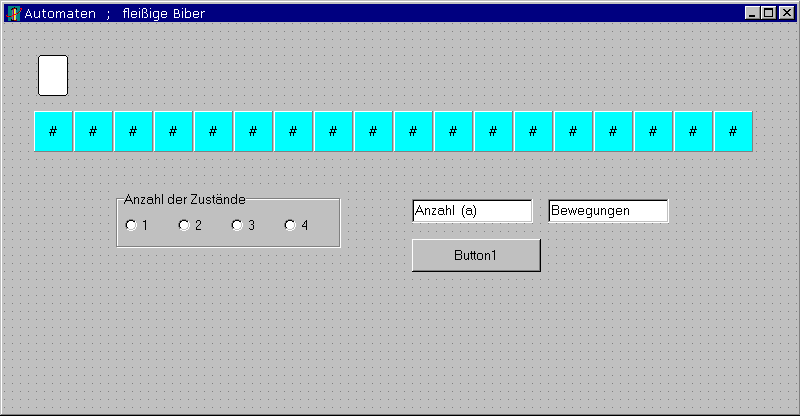 Automaten ; fleißige Biber
# # # # # # # # # # # # # # # # # #
Anzahl der Zustände
1 2 3 4
Anzahl (a)
Bewegungen
Button1